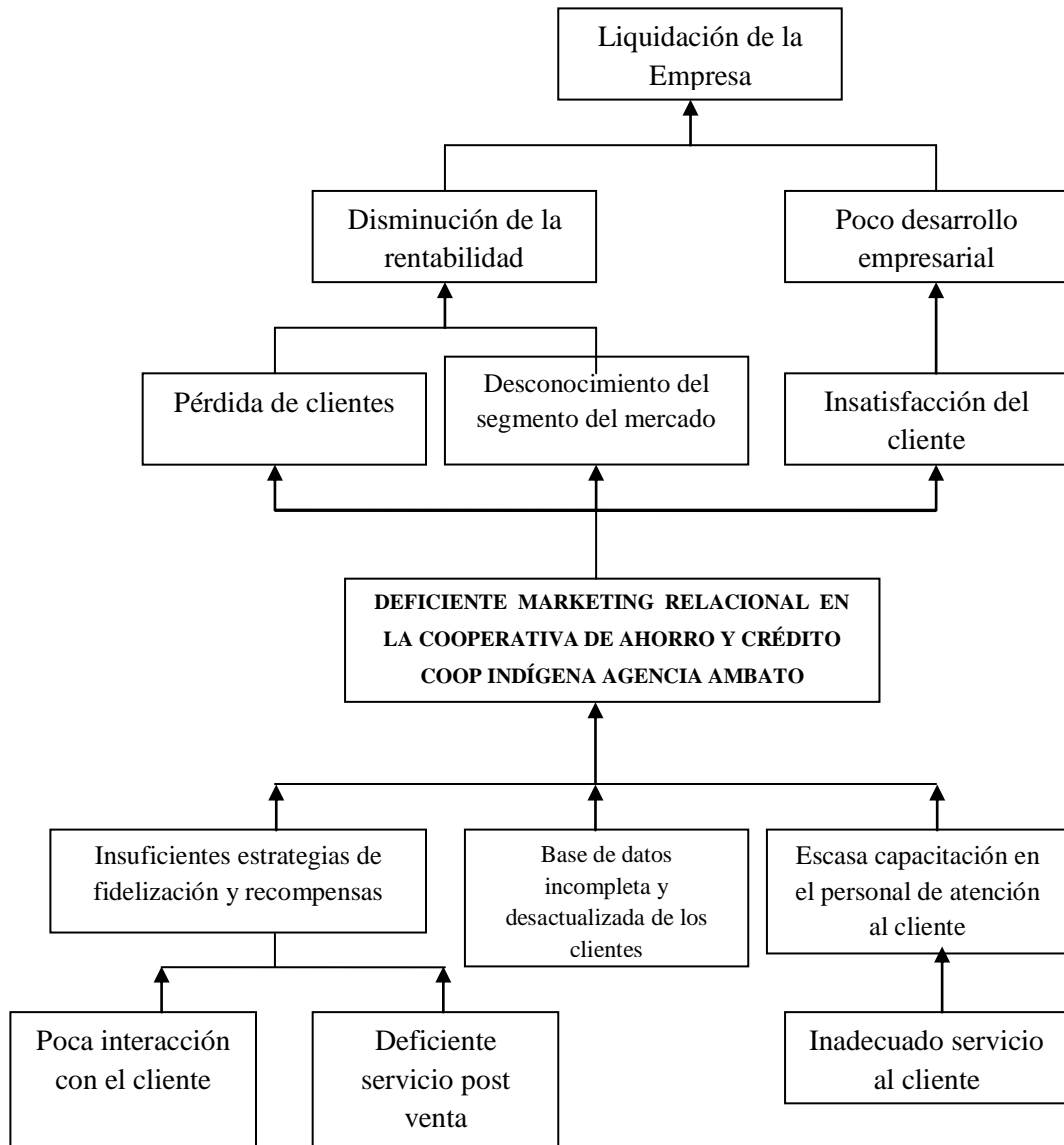 Liquidación de la
Empresa
Disminución de la
rentabilidad
Poco desarrollo
empresarial
Pérdida de clientes
Desconocimiento del
segmento del mercado
Insatisfacción del
cliente
DEFICIENTE MARKETING RELACIONAL EN
LA COOPERATIVA DE AHORRO Y CRÉDITO
COOP INDÍGENA AGENCIA AMBATO
Insuficientes estrategias de
fidelización y recompensas
Base de datos
incompleta y
desactualizada de los
clientes
Escasa capacitación en
el personal de atención
al cliente
Poca interacción
con el cliente
Deficiente
servicio post
venta
Inadecuado servicio
al cliente